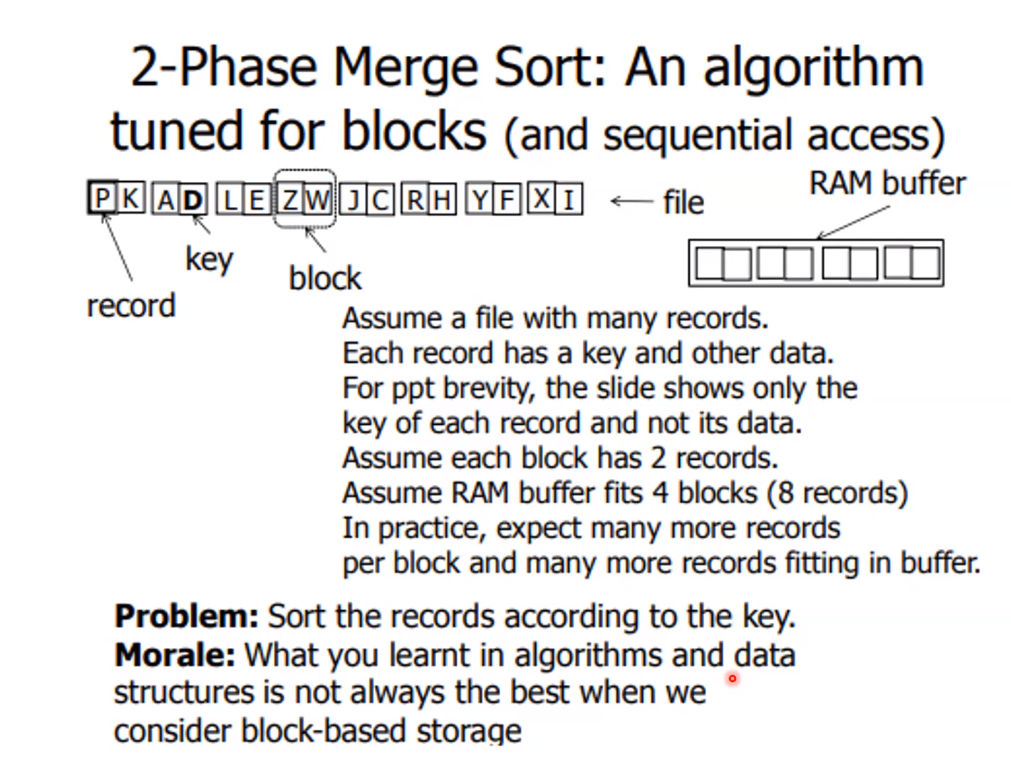 2-Phase Merge Sort: An algorithm
tuned for blocks (and sequential access)
P K A D L E Z W J C R H Y F X I
file
RAM buffer
key
block
record
Assume a file with many records.
Each record has a key and other data.
For ppt brevity, the slide shows only the
key of each record and not its data.
Assume each block has 2 records.
Assume RAM buffer fits 4 blocks (8 records)
In practice, expect many more records
per block and many more records fitting in buffer.
Problem: Sort the records according to the key.
Morale: What you learnt in algorithms and data
structures is not always the best when we
consider block-based storage